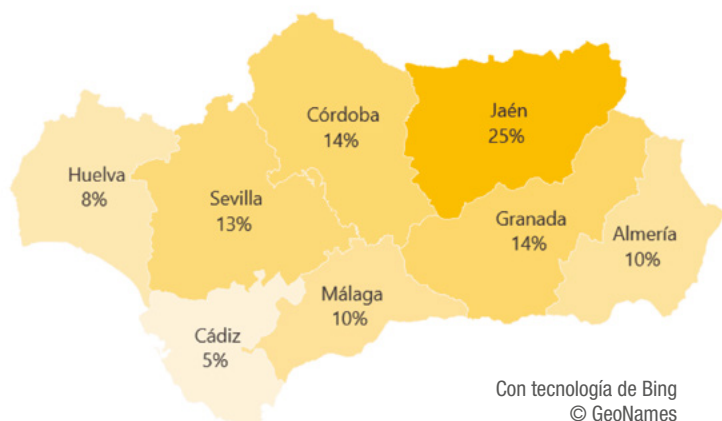 Córdoba
14%
Jaén
25%
Huelva
8%
Sevilla
13%
Granada
14%
Almería
10%
Málaga
10%
Cádiz
5%
Con tecnología de Bing
© GeoNames